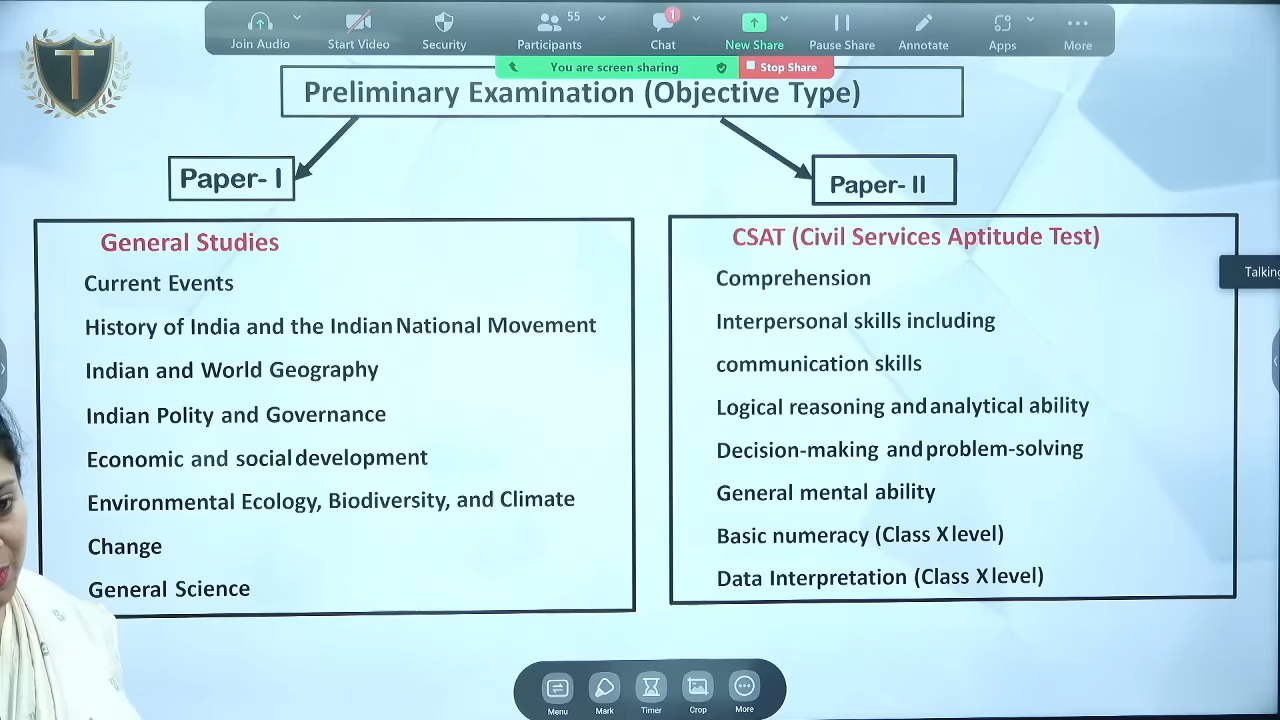 55
1
Join Audio
Start Video
Security
Participants
Chat
New Share
Pause Share
Annotate
Apps
More
You are screen sharing
Stop Share
T
Preliminary Examination (Objective Type)
Paper- I
Paper- II
General Studies
Current Events
History of India and the Indian National Movement
Indian and World Geography
Indian Polity and Governance
Economic and social development
Environmental Ecology, Biodiversity, and Climate
Change
General Science
CSAT (Civil Services Aptitude Test)
Comprehension
Interpersonal skills including
communication skills
Logical reasoning and analytical ability
Decision-making and problem-solving
General mental ability
Basic numeracy (Class X level)
Data Interpretation (Class X level)
Talking
Menu
Mark
Timer
Crop
More